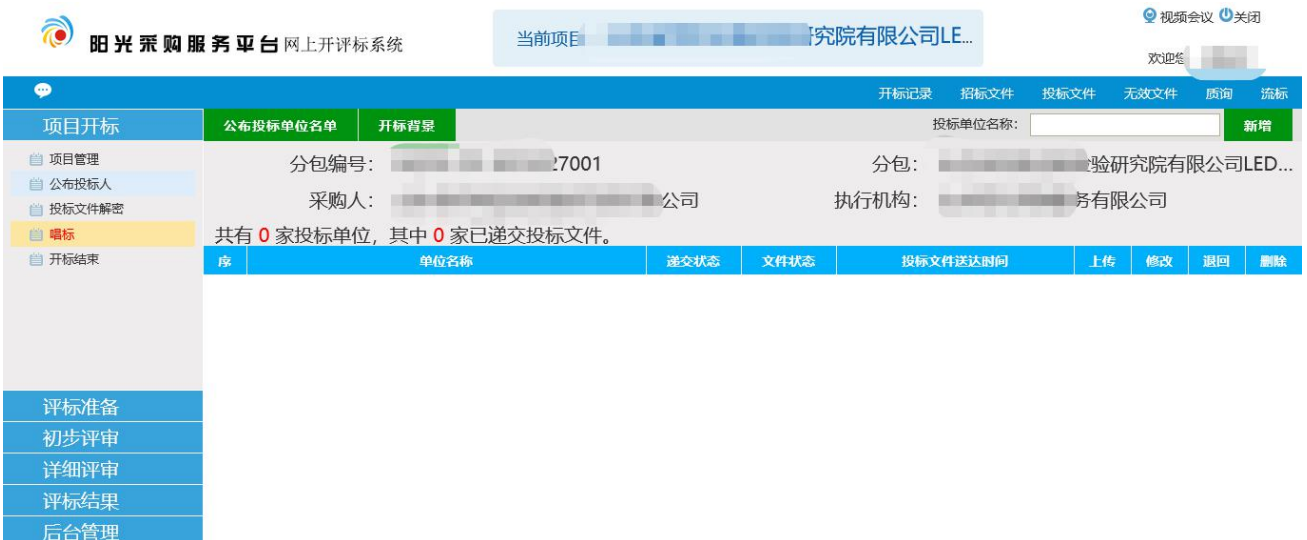 视频会议 关闭
阳光采购服务平台网上开评标系统
当前项目 究院有限公司LE...
欢迎您
开标记录 招标文件 投标文件 无效文件 质询 流标
项目开标 公布投标单位名单 开标背景 投标单位名称： 新增
项目管理
公布投标人
投标文件解密
唱标
开标结束
分包编号： 27001 分包： 验研究院有限公司LED...
采购人： 公司 执行机构： 务有限公司
共有 0 家投标单位，其中 0 家已递交投标文件。
序 单位名称 递交状态 文件状态 投标文件送达时间 上传 修改 退回 删除
评标准备
初步评审
详细评审
评标结果
后台管理